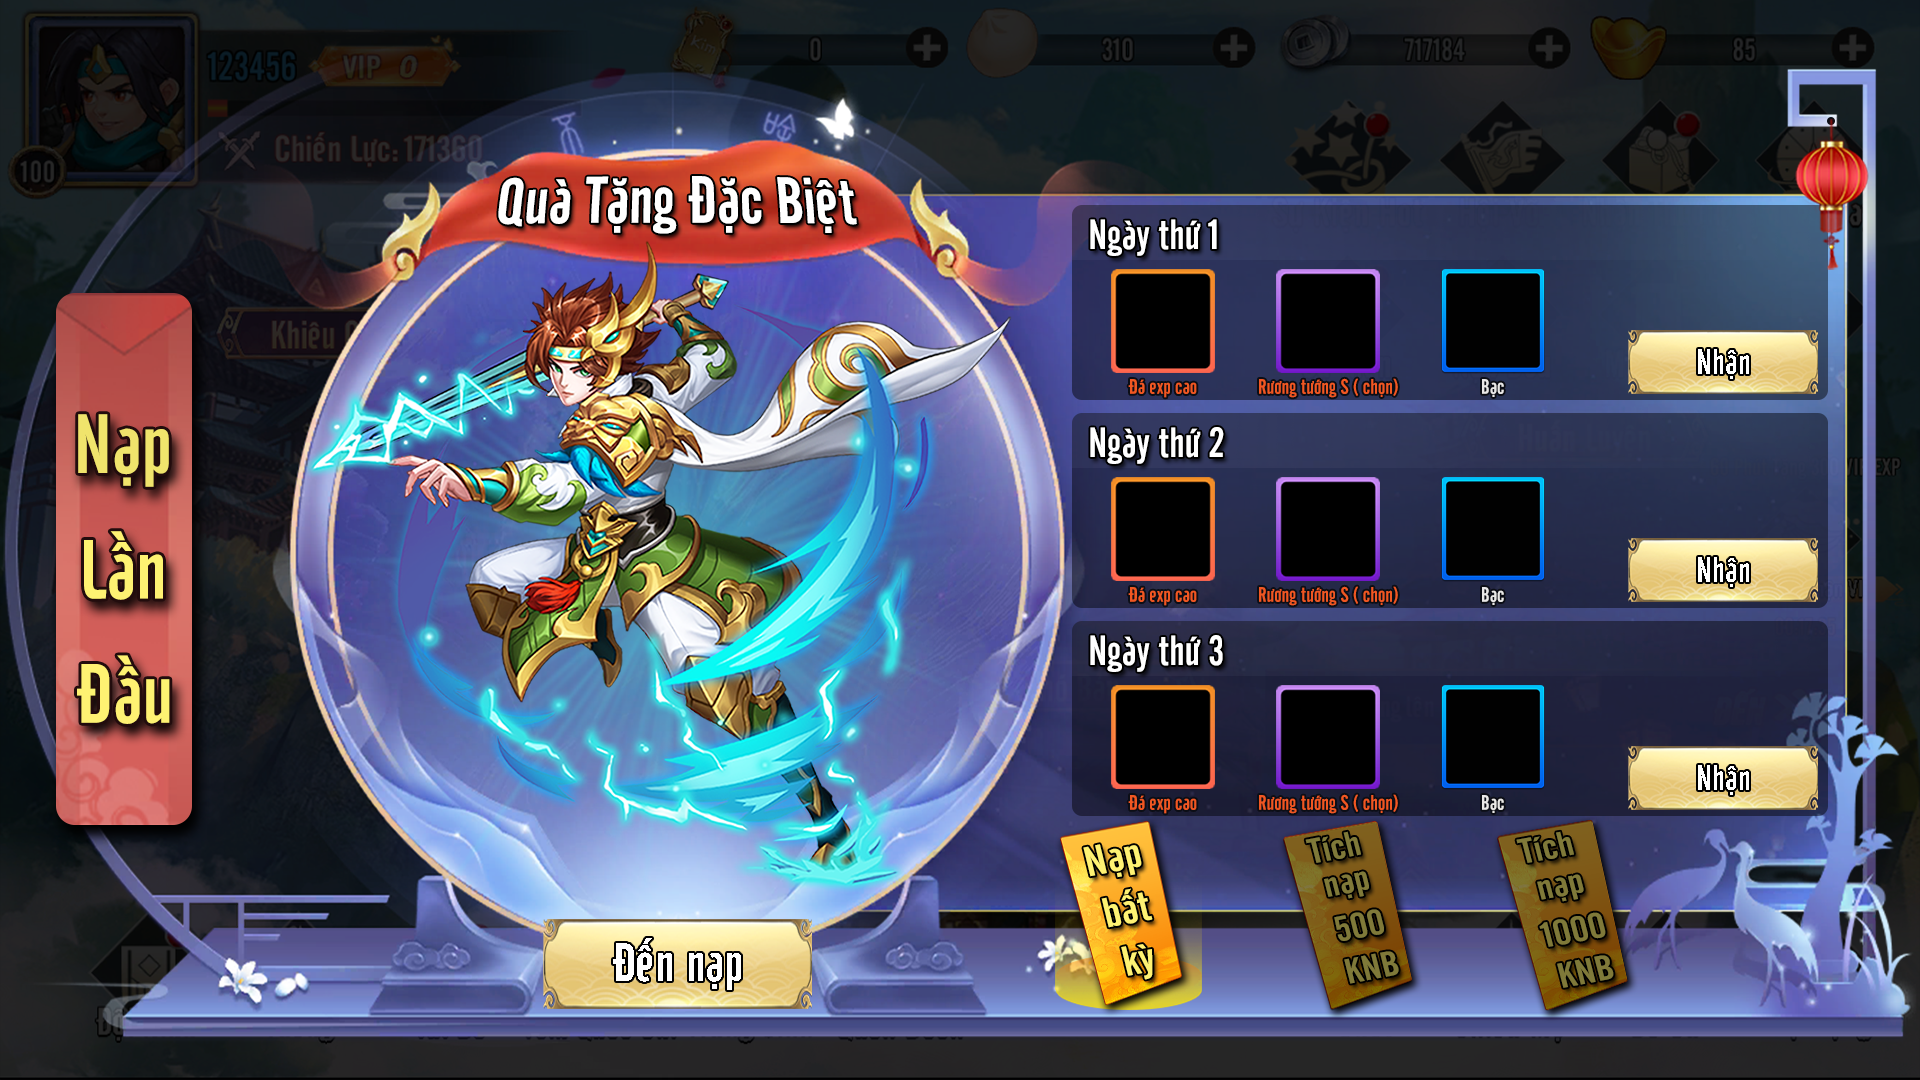 123456
VIP 0
Kim
0
310
717184
85
100
Chiến Lực: 171360
Quà Tặng Đặc Biệt
Khiêu
Nạp
Lần
Đầu
Ngày thứ 1
Đá exp cao
Rương tướng S ( chọn)
Bạc
Nhận
Ngày thứ 2
Đá exp cao
Rương tướng S ( chọn)
Bạc
Nhận
Ngày thứ 3
Đá exp cao
Rương tướng S ( chọn)
Bạc
Nhận
Nạp
bất
kỳ
Tích
nạp
500
KNB
Tích
nạp
1000
KNB
Đến nạp